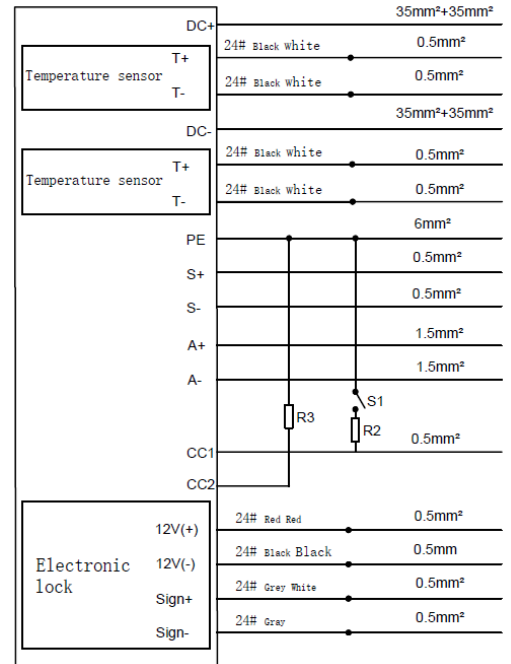 35mm²+35mm²
DC+
24# Black White 0.5mm²
T+
Temperature sensor
24# Black White 0.5mm²
T-
35mm²+35mm²
DC-
24# Black White 0.5mm²
T+
Temperature sensor
24# Black White 0.5mm²
T-
6mm²
PE
0.5mm²
S+
0.5mm²
S-
1.5mm²
A+
1.5mm²
A-
S1
R3
R2
0.5mm²
CC1
CC2
24# Red Red 0.5mm²
12V(+)
24# Black Black 0.5mm
Electronic 12V(-)
lock
24# Grey White 0.5mm²
Sign+
24# Gray 0.5mm²
Sign-